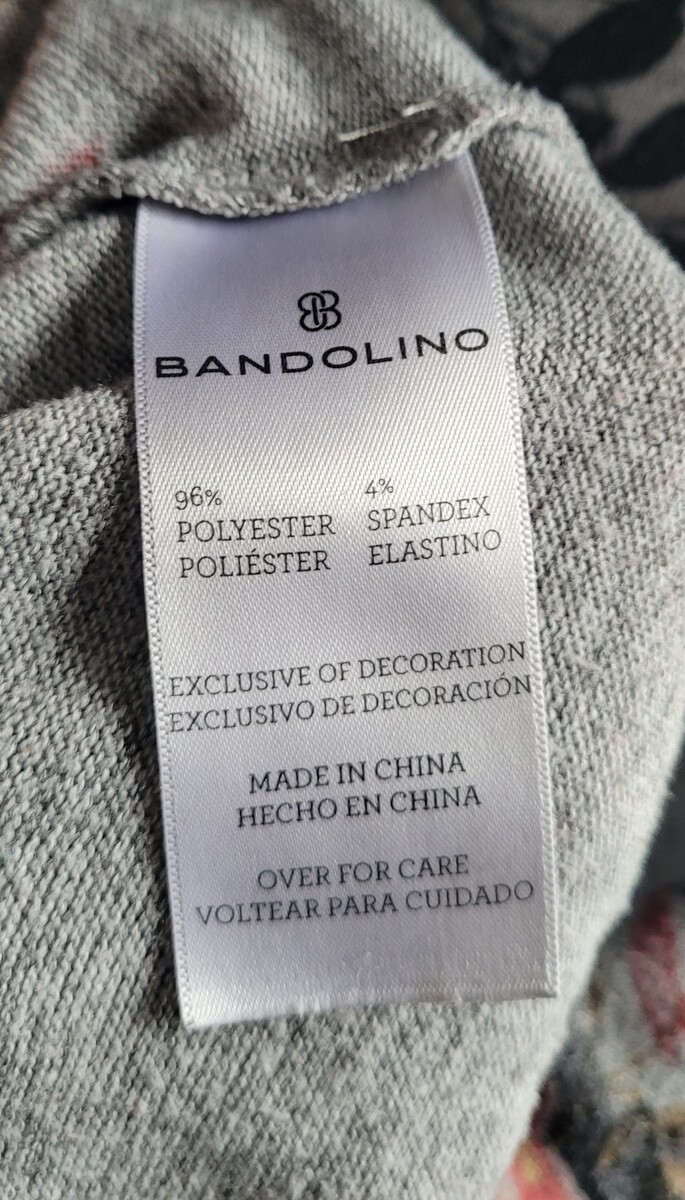 BANDOLINO
96% 4%
POLYESTER SPANDEX
POLIÉSTER ELASTINO
EXCLUSIVE OF DECORATION
EXCLUSIVO DE DECORACIÓN
MADE IN CHINA
HECHO EN CHINA
OVER FOR CARE
VOLTEAR PARA CUIDADO